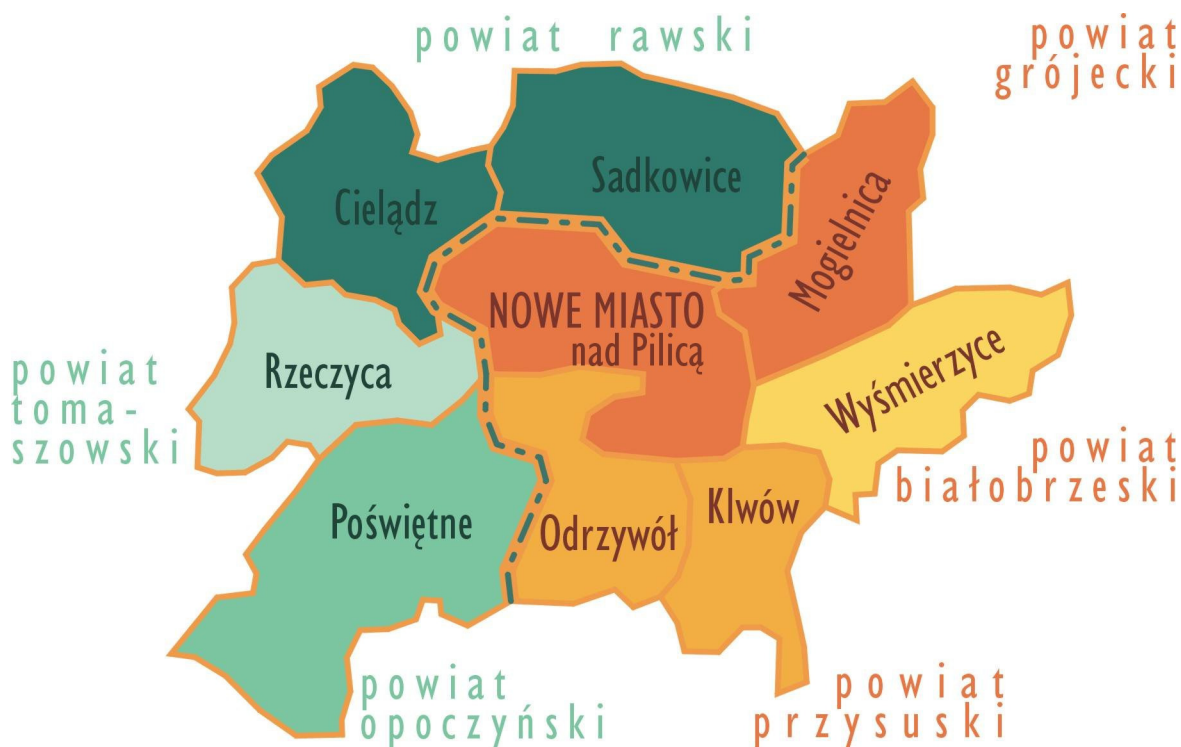 powiat rawski
powiat
grójecki
Sadkowice
Cielądz
Mogielnica
NOWE MIASTO
nad Pilicą
Rzeczyca
Wyśmierzyce
powiat
toma-
szowski
powiat
białobrzeski
Klwów
Poświętne
Odrzywół
powiat
opoczyński
powiat
przysuski